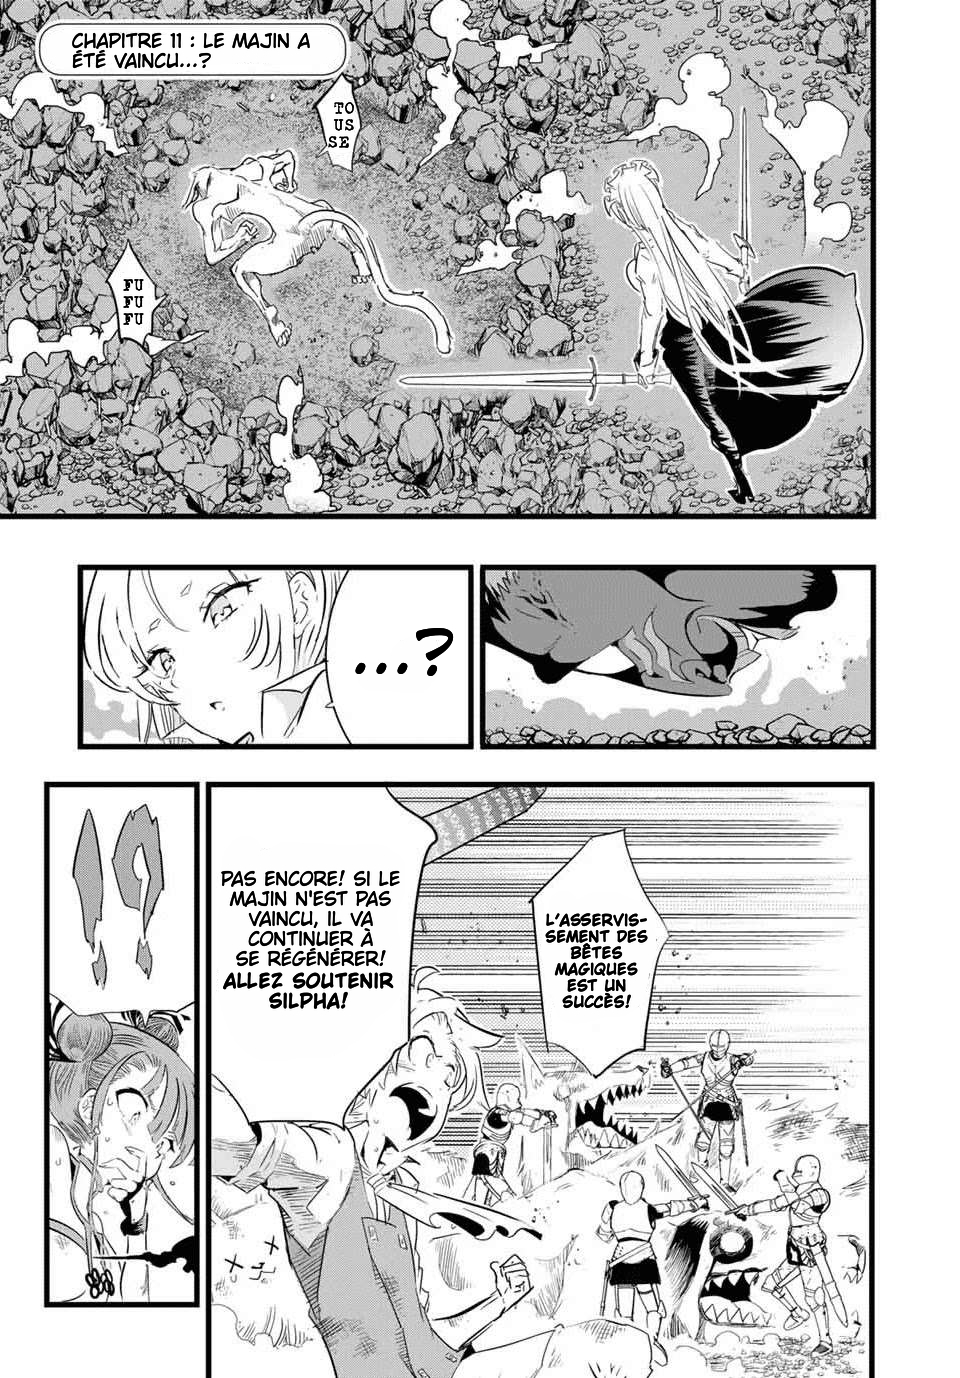 CHAPITRE 11 : LE MAJIN A
ÉTÉ VAINCU...?
TO
US
SE
FU
FU
FU
...?
L'ASSERVIS-
SEMENT DES
BÊTES
MAGIQUES
EST UN
SUCCÈS!
PAS ENCORE! SI LE
MAJIN N'EST PAS
VAINCU, IL VA
CONTINUER À
SE RÉGÉNÉRER!
ALLEZ SOUTENIR
SILPHA!